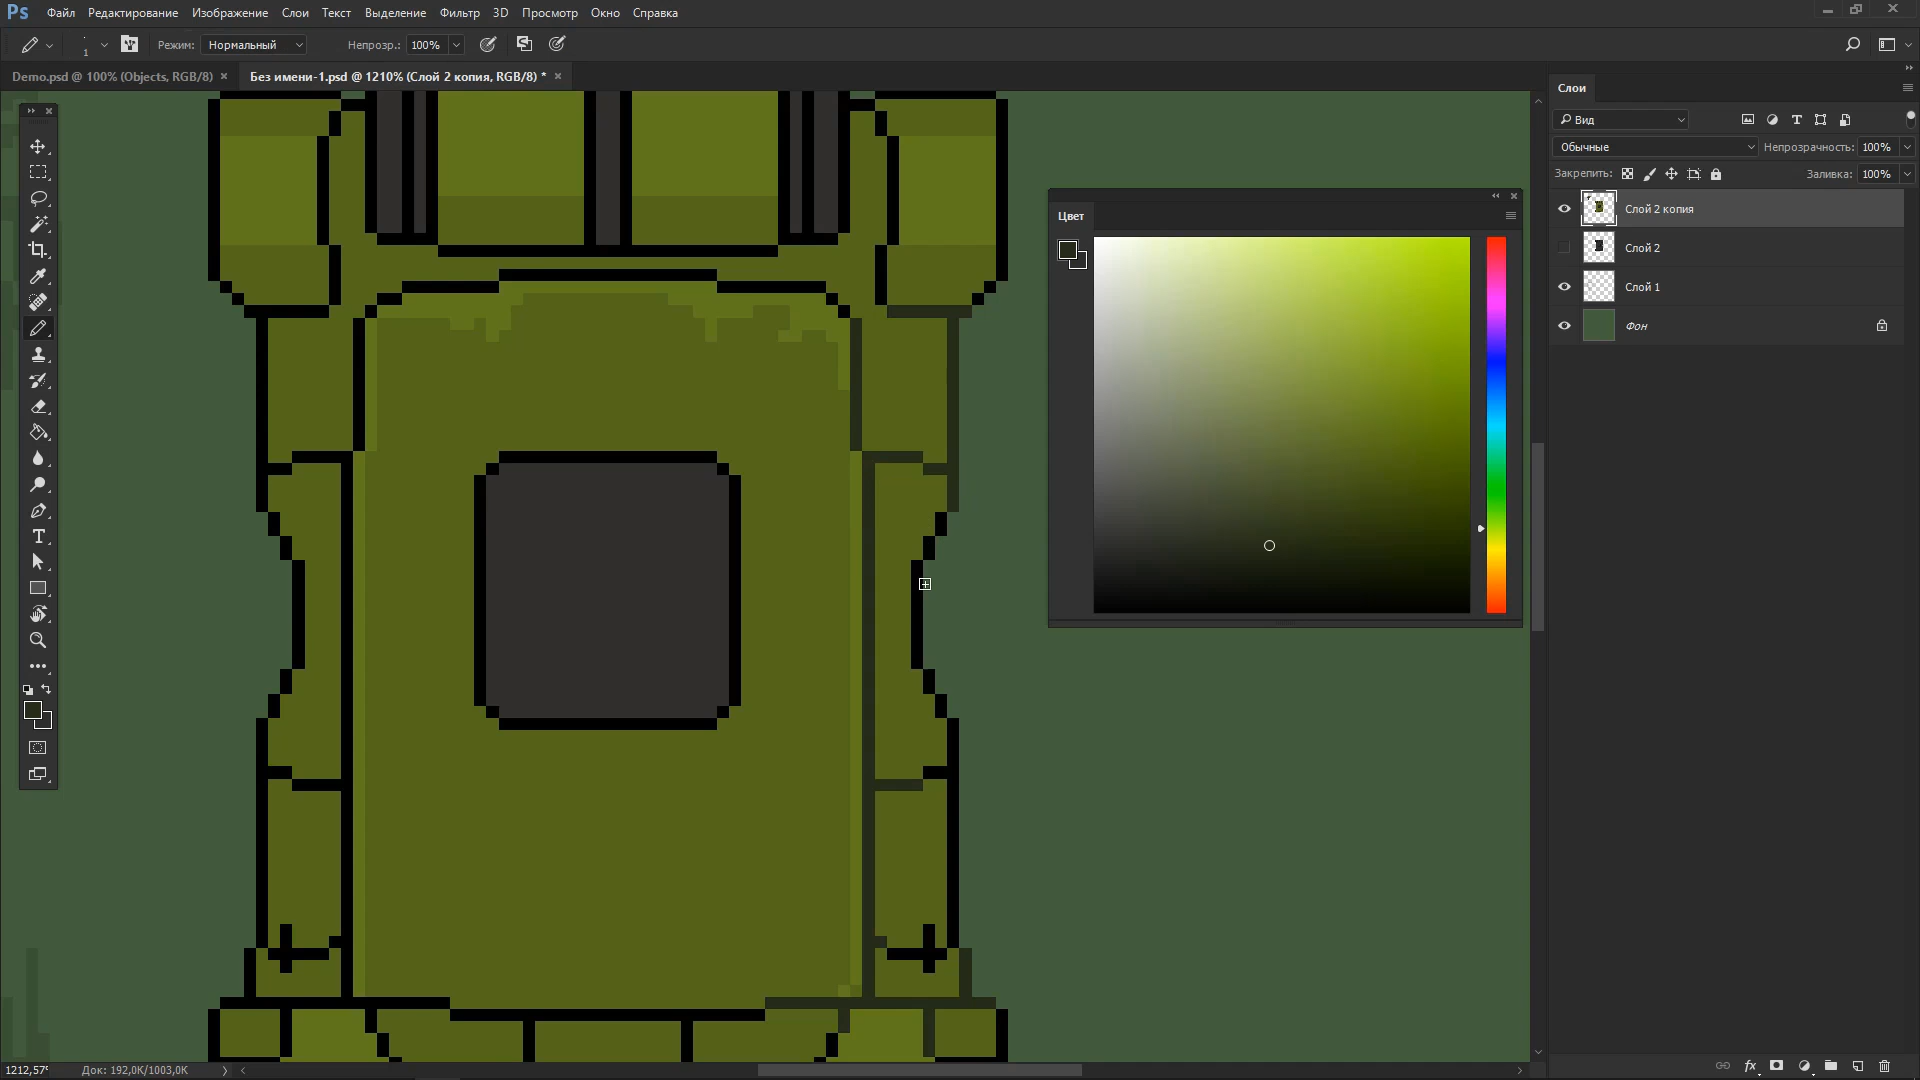 Ps Файл Редактирование Изображение Слои Текст Выделение Фильтр 3D Просмотр Окно Справка
1 Режим: Нормальный Непрозр.: 100%
Demo.psd @ 100% (Objects, RGB/8) × Без имени-1.psd @ 1210% (Слой 2 копия, RGB/8) * ×
Слои
Вид
Обычные Непрозрачность: 100%
Закрепить: Заливка: 100%
Слой 2 копия
Цвет
Слой 2
Слой 1
Фон
1212,57% Док: 192,0K/1003,0K